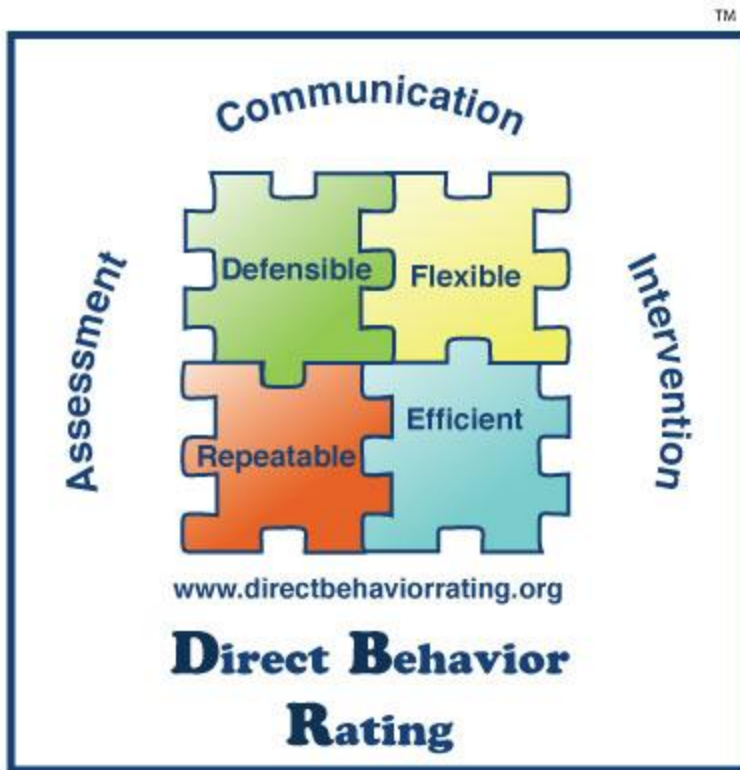 TM
Communication
Assessment
Intervention
Defensible
Flexible
Repeatable
Efficient
www.directbehaviorrating.org
Direct Behavior
Rating